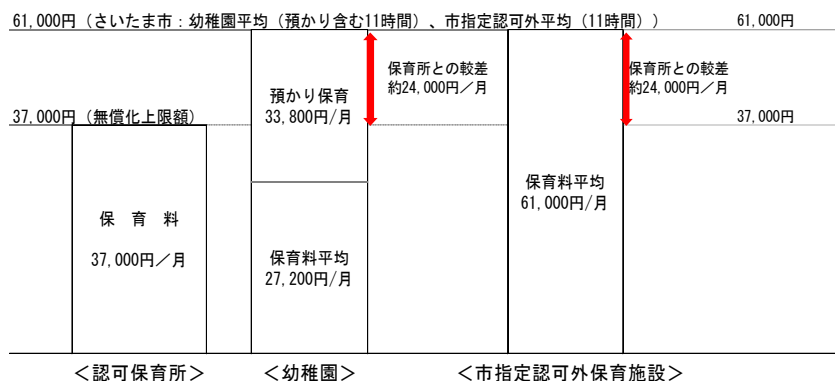 61,000円（さいたま市：幼稚園平均（預かり含む11時間）、市指定認可外平均（11時間））
61,000円
保育所との較差
約24,000円／月
保育所との較差
約24,000円／月
預かり保育
33,800円/月
37,000円（無償化上限額）
37,000円
保育料平均
61,000円/月
保　育　料
37,000円／月
保育料平均
27,200円/月
＜認可保育所＞
＜幼稚園＞
＜市指定認可外保育施設＞